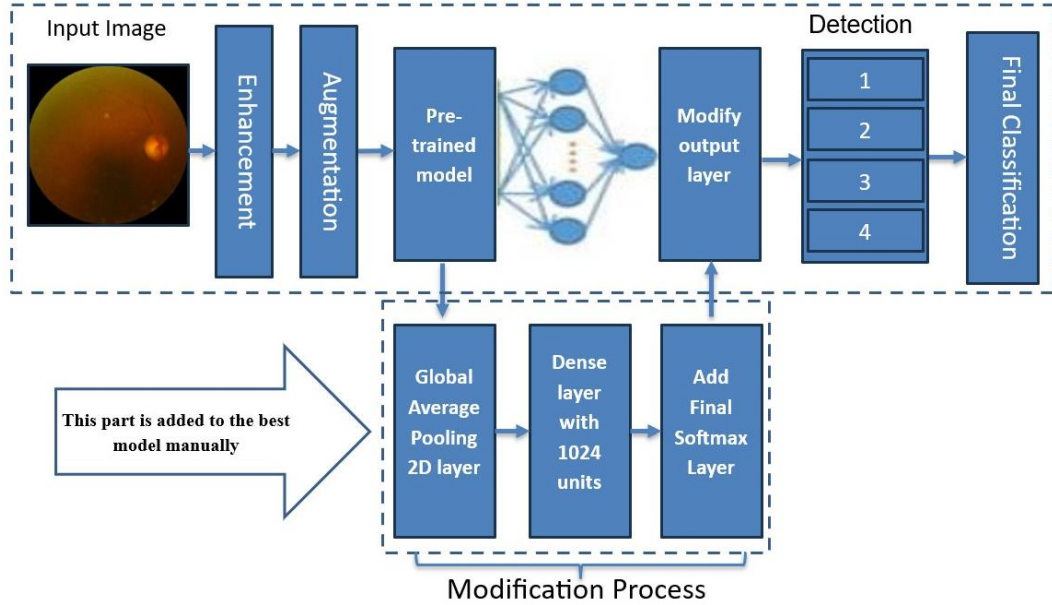 Input Image
Enhancement
Augmentation
Pre-
trained
model
Modify
output
layer
Detection
1
2
3
4
Final Classification
This part is added to the best
model manually
Global
Average
Pooling
2D layer
Dense
layer
with
1024
units
Add
Final
Softmax
Layer
Modification Process